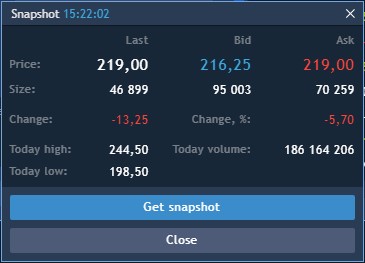 Snapshot 15:22:02
Last Bid Ask
Price: 219,00 216,25 219,00
Size: 46 899 95 003 70 259
Change: -13,25 Change, %: -5,70
Today high: 244,50 Today volume: 186 164 206
Today low: 198,50
Get snapshot
Close